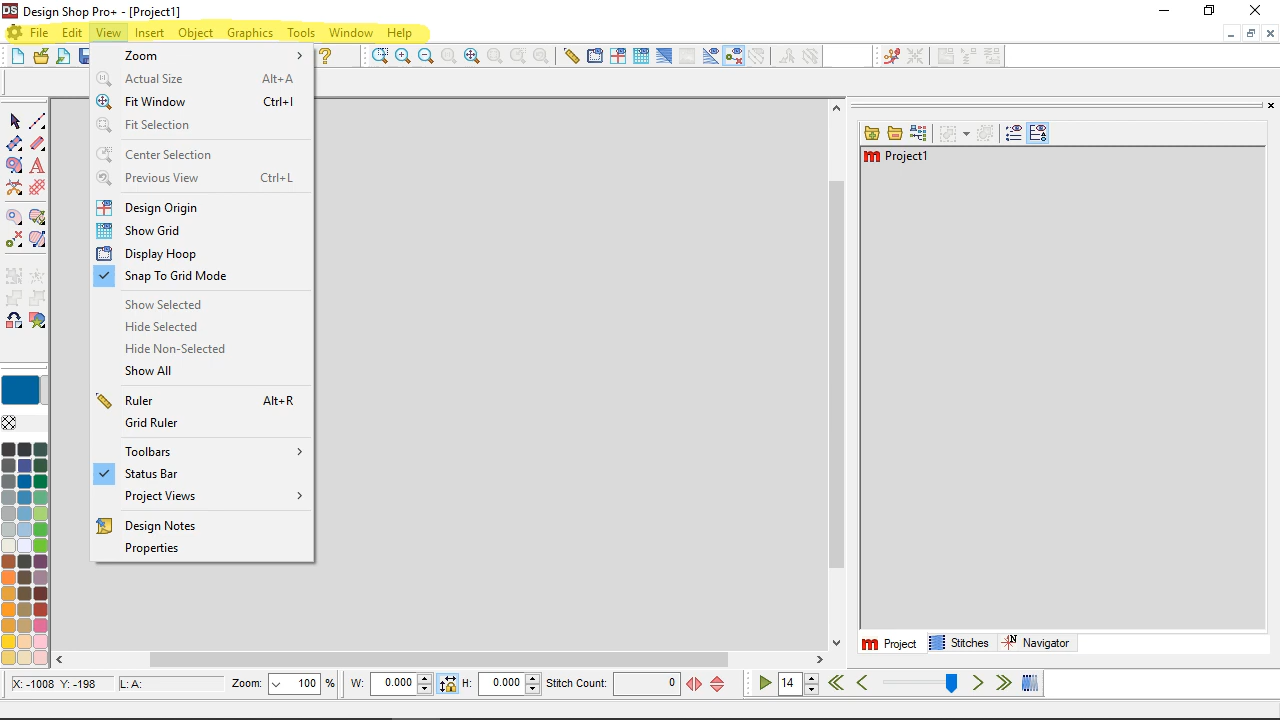 DS Design Shop Pro+ - [Project1]
File Edit View Insert Object Graphics Tools Window Help
Zoom
Actual Size Alt+A
Fit Window Ctrl+I
Fit Selection
Center Selection
Previous View Ctrl+L
Design Origin
Show Grid
Display Hoop
Snap To Grid Mode
Show Selected
Hide Selected
Hide Non-Selected
Show All
Ruler Alt+R
Grid Ruler
Toolbars
Status Bar
Project Views
Design Notes
Properties
Project1
Project Stitches Navigator
X: -1008 Y: -198 L: A: Zoom: 100 % W: 0.000 H: 0.000 Stitch Count: 0 14